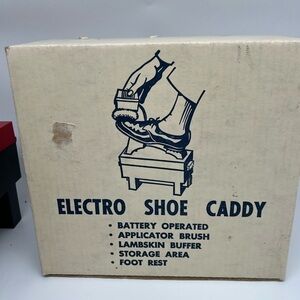 ELECTRO SHOE CADDY
• BATTERY OPERATED
• APPLICATOR BRUSH
• LAMBSKIN BUFFER
• STORAGE AREA
• FOOT REST